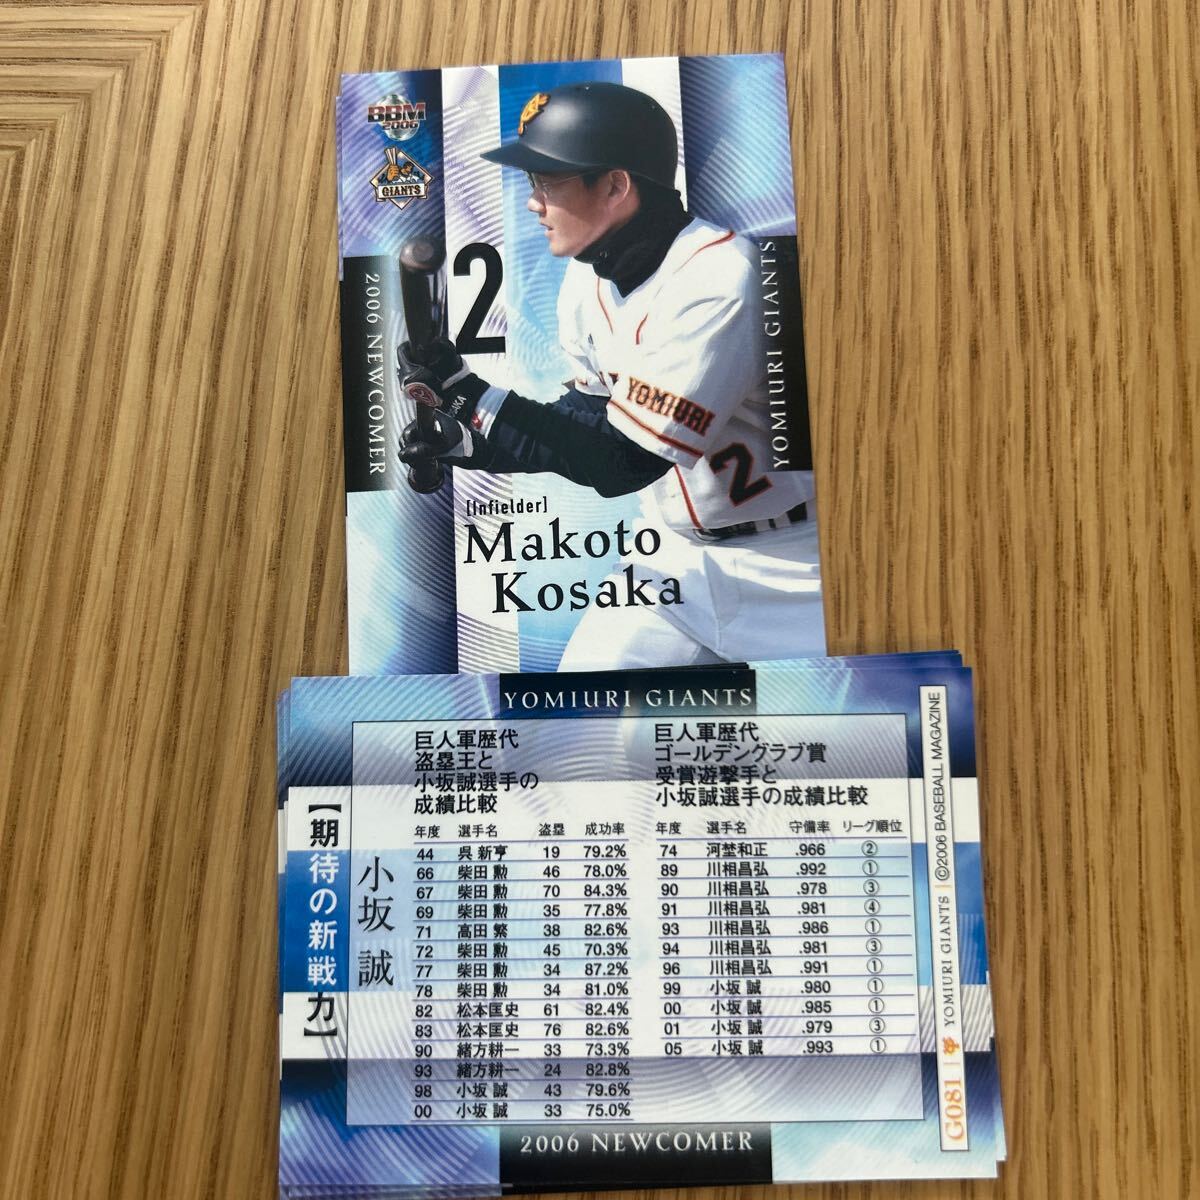 BBM
2006
GIANTS
2
2006 NEWCOMER
YOMIURI GIANTS
YOMIURI
2
[Infielder]
Makoto
Kosaka
YOMIURI GIANTS
【期待の新戦力】
小坂 誠
巨人軍歴代
盗塁王と
小坂誠選手の
成績比較
年度 選手名 盗塁 成功率
44 呉 新亨 19 79.2%
66 柴田 勲 46 78.0%
67 柴田 勲 70 84.3%
69 柴田 勲 35 77.8%
71 高田 繁 38 82.6%
72 柴田 勲 45 70.3%
77 柴田 勲 34 87.2%
78 柴田 勲 34 81.0%
82 松本匡史 61 82.4%
83 松本匡史 76 82.6%
90 緒方耕一 33 73.3%
93 緒方耕一 24 82.8%
98 小坂 誠 43 79.6%
00 小坂 誠 33 75.0%
巨人軍歴代
ゴールデングラブ賞
受賞遊撃手と
小坂誠選手の成績比較
年度 選手名 守備率 リーグ順位
74 河埜和正 .966 ②
89 川相昌弘 .992 ①
90 川相昌弘 .978 ③
91 川相昌弘 .981 ④
93 川相昌弘 .986 ①
94 川相昌弘 .981 ③
96 川相昌弘 .991 ①
99 小坂 誠 .980 ①
00 小坂 誠 .985 ①
01 小坂 誠 .979 ③
05 小坂 誠 .993 ①
2006 NEWCOMER
G081 YOMIURI GIANTS ©2006 BASEBALL MAGAZINE